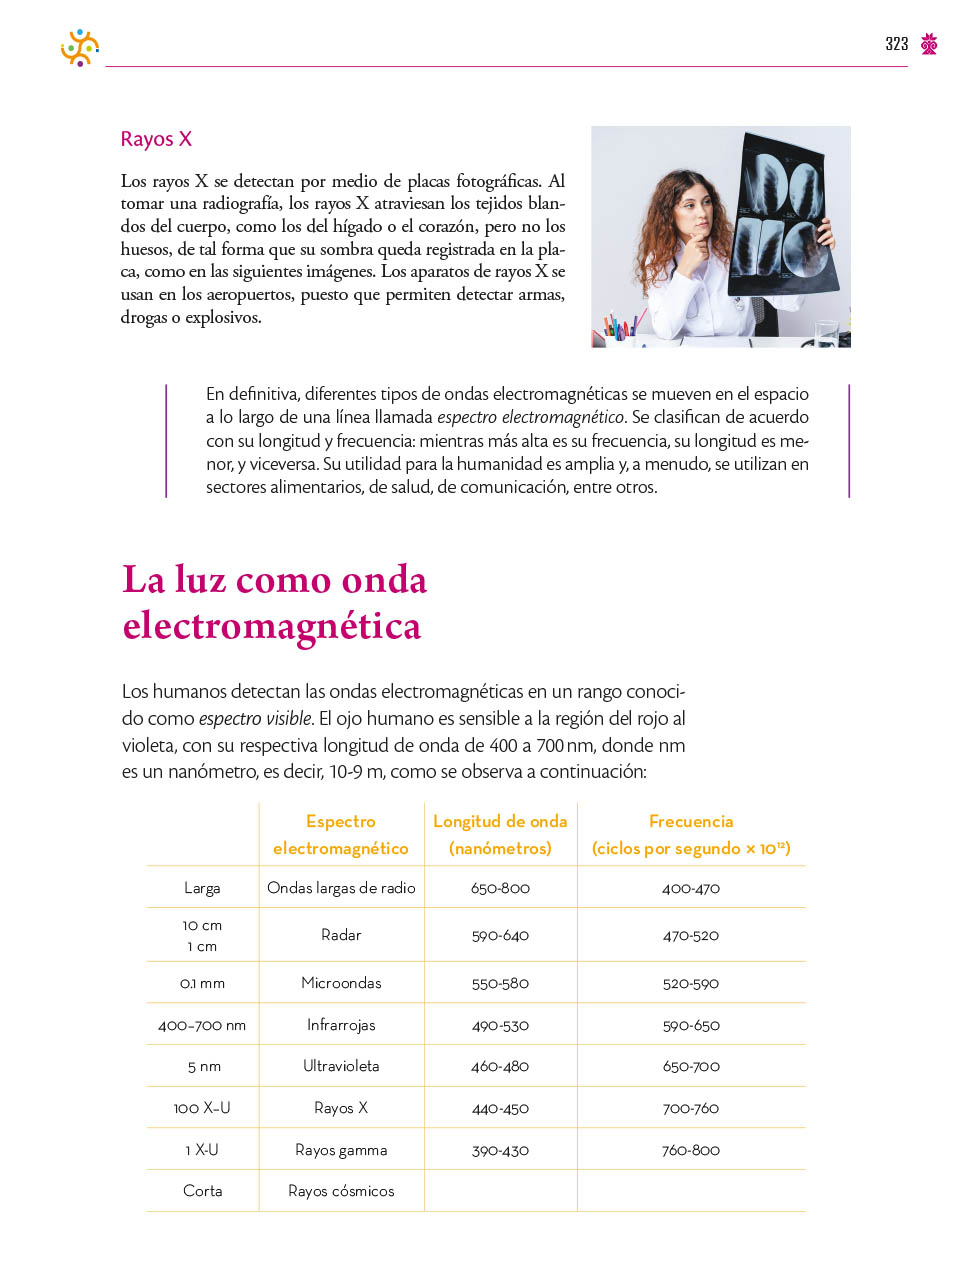 323
Rayos X
Los rayos X se detectan por medio de placas fotográficas. Al
tomar una radiografía, los rayos X atraviesan los tejidos blan-
dos del cuerpo, como los del hígado o el corazón, pero no los
huesos, de tal forma que su sombra queda registrada en la pla-
ca, como en las siguientes imágenes. Los aparatos de rayos X se
usan en los aeropuertos, puesto que permiten detectar armas,
drogas o explosivos.
En definitiva, diferentes tipos de ondas electromagnéticas se mueven en el espacio
a lo largo de una línea llamada espectro electromagnético. Se clasifican de acuerdo
con su longitud y frecuencia: mientras más alta es su frecuencia, su longitud es me-
nor, y viceversa. Su utilidad para la humanidad es amplia y, a menudo, se utilizan en
sectores alimentarios, de salud, de comunicación, entre otros.
La luz como onda
electromagnética
Los humanos detectan las ondas electromagnéticas en un rango conoci-
do como espectro visible. El ojo humano es sensible a la región del rojo al
violeta, con su respectiva longitud de onda de 400 a 700 nm, donde nm
es un nanómetro, es decir, 10-9 m, como se observa a continuación:
Espectro electromagnético Longitud de onda (nanómetros) Frecuencia (ciclos por segundo × 10¹²)
Larga Ondas largas de radio 650-800 400-470
10 cm 1 cm Radar 590-640 470-520
0.1 mm Microondas 550-580 520-590
400–700 nm Infrarrojas 490-530 590-650
5 nm Ultravioleta 460-480 650-700
100 X–U Rayos X 440-450 700-760
1 X-U Rayos gamma 390-430 760-800
Corta Rayos cósmicos